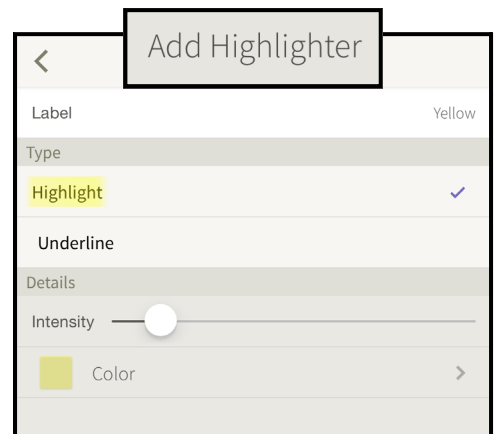 Add Highlighter
Label Yellow
Type
Highlight
Underline
Details
Intensity
Color